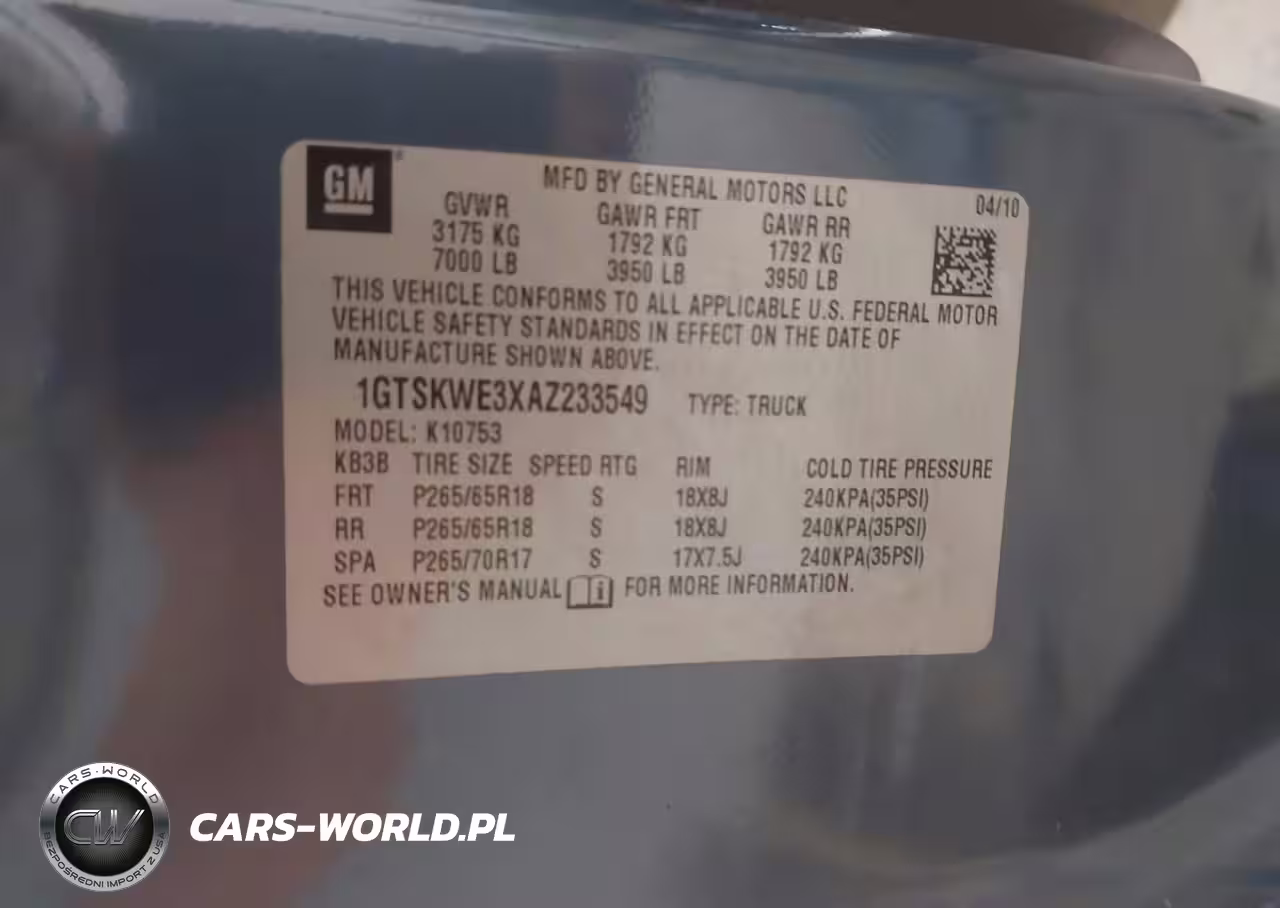 GM
MFD BY GENERAL MOTORS LLC
04/10
GVWR GAWR FRT GAWR RR
3175 KG 1792 KG 1792 KG
7000 LB 3950 LB 3950 LB
THIS VEHICLE CONFORMS TO ALL APPLICABLE U.S. FEDERAL MOTOR
VEHICLE SAFETY STANDARDS IN EFFECT ON THE DATE OF
MANUFACTURE SHOWN ABOVE.
1GTSKWE3XAZ233549 TYPE: TRUCK
MODEL: K10753
KB3B TIRE SIZE SPEED RTG RIM COLD TIRE PRESSURE
FRT P265/65R18 S 18X8J 240KPA(35PSI)
RR P265/65R18 S 18X8J 240KPA(35PSI)
SPA P265/70R17 S 17X7.5J 240KPA(35PSI)
SEE OWNER'S MANUAL i FOR MORE INFORMATION.
CARS-WORLD
CW
BEZPOŚREDNI IMPORT Z USA
CARS-WORLD.PL